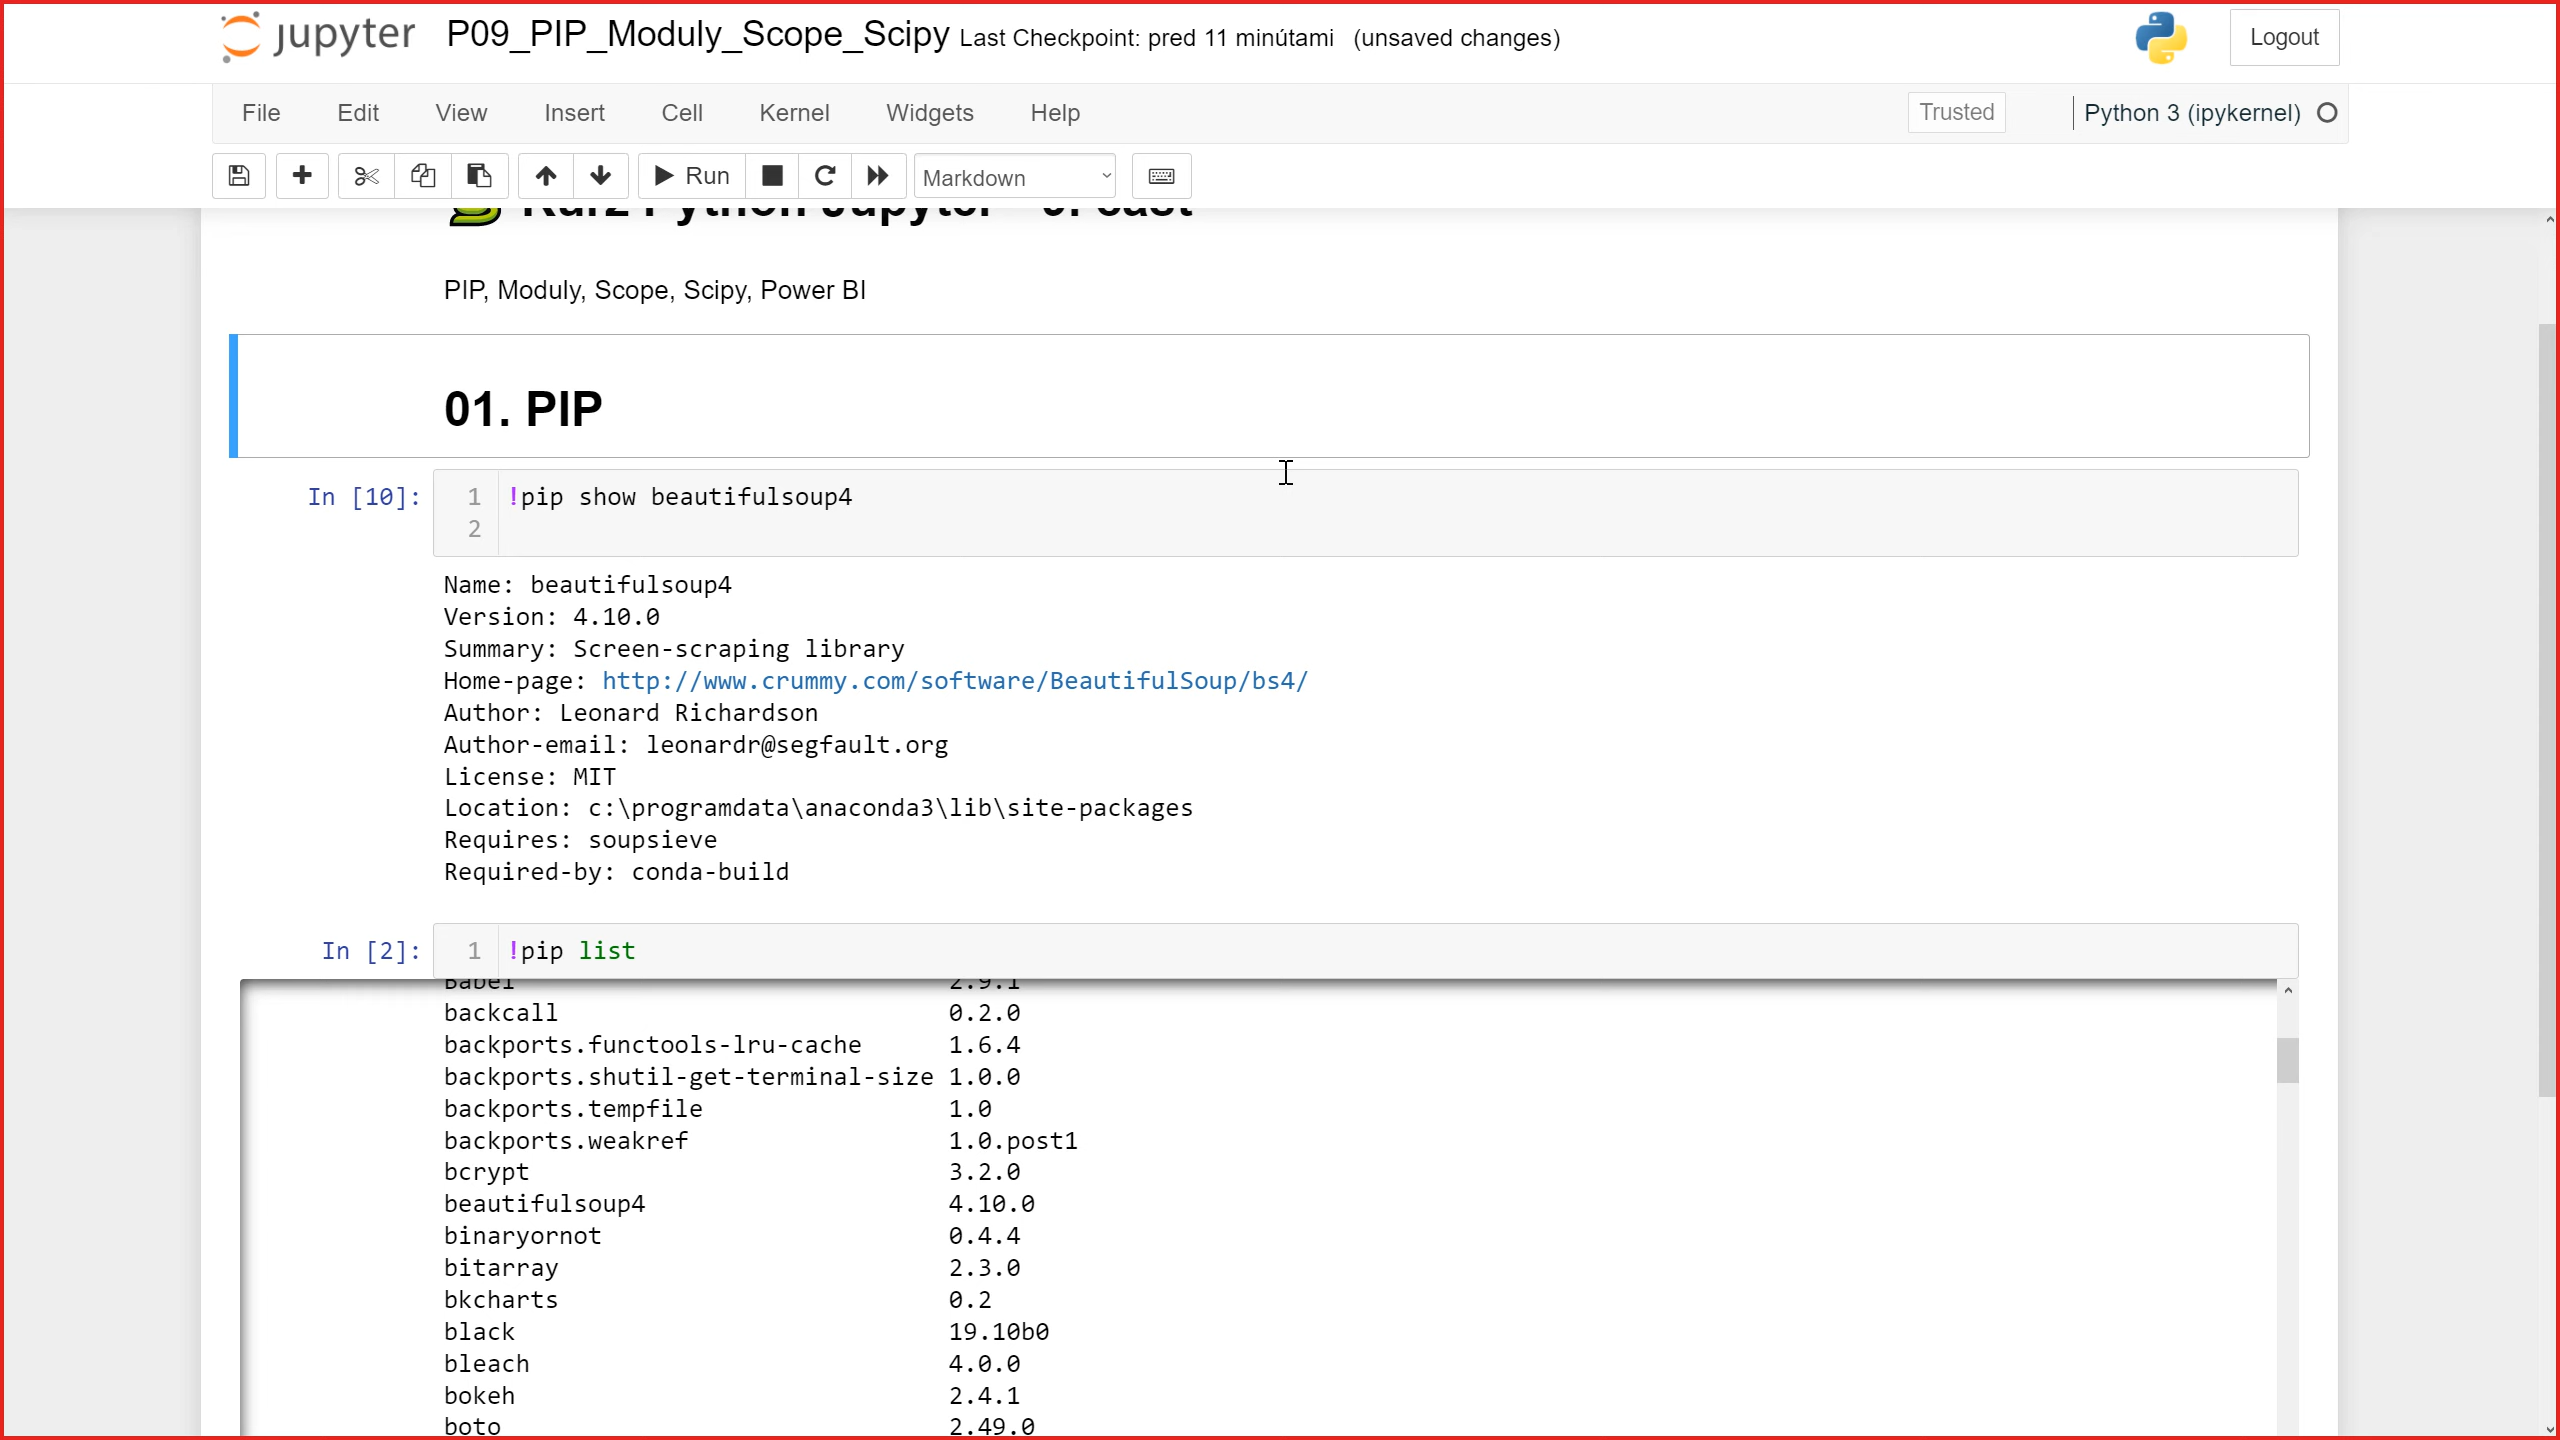 jupyter P09_PIP_Moduly_Scope_Scipy Last Checkpoint: pred 11 minútami (unsaved changes) Logout
File Edit View Insert Cell Kernel Widgets Help Trusted Python 3 (ipykernel)
Run Markdown
Kurz Python Jupyter
PIP, Moduly, Scope, Scipy, Power BI
01. PIP
In [10]: 1 !pip show beautifulsoup4
2
Name: beautifulsoup4
Version: 4.10.0
Summary: Screen-scraping library
Home-page: http://www.crummy.com/software/BeautifulSoup/bs4/
Author: Leonard Richardson
Author-email: leonardr@segfault.org
License: MIT
Location: c:\programdata\anaconda3\lib\site-packages
Requires: soupsieve
Required-by: conda-build
In [2]: 1 !pip list
Babel 2.9.1
backcall 0.2.0
backports.functools-lru-cache 1.6.4
backports.shutil-get-terminal-size 1.0.0
backports.tempfile 1.0
backports.weakref 1.0.post1
bcrypt 3.2.0
beautifulsoup4 4.10.0
binaryornot 0.4.4
bitarray 2.3.0
bkcharts 0.2
black 19.10b0
bleach 4.0.0
bokeh 2.4.1
boto 2.49.0